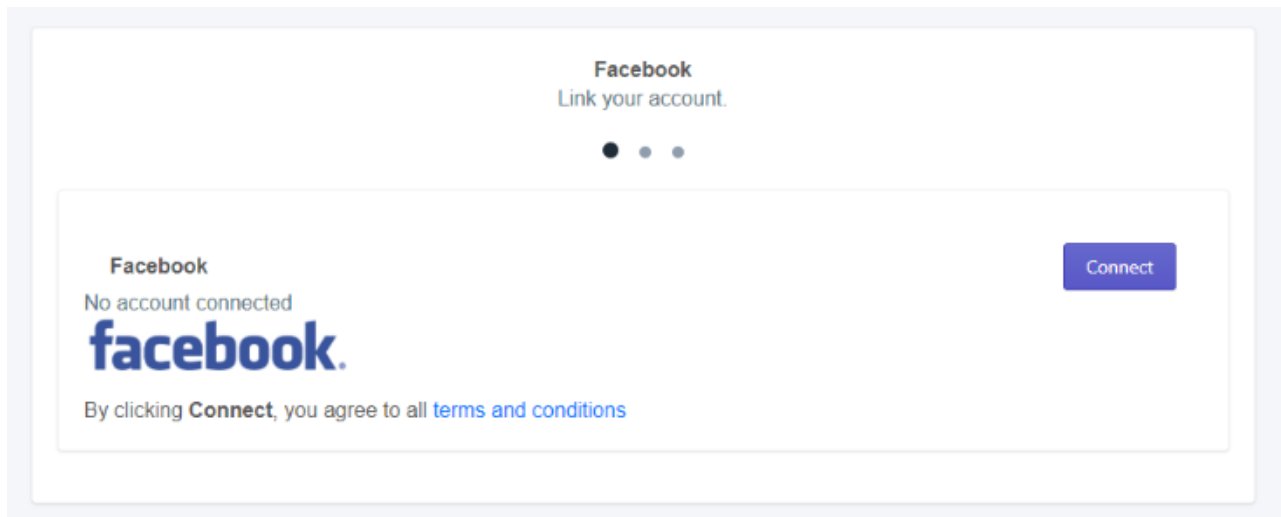 Facebook
Link your account.
Facebook
Connect
No account connected
facebook.
By clicking Connect, you agree to all terms and conditions